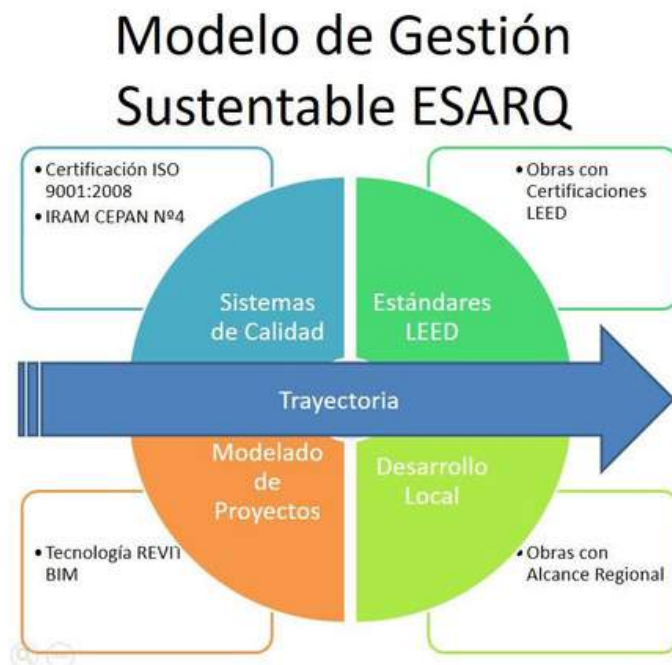 Modelo de Gestión
Sustentable ESARQ
• Certificación ISO
9001:2008
• IRAM CEPAN Nº4
• Obras con
Certificaciones
LEED
Sistemas
de Calidad
Estándares
LEED
Trayectoria
Modelado
de
Proyectos
Desarrollo
Local
• Tecnología REVIT
BIM
• Obras con
Alcance Regional